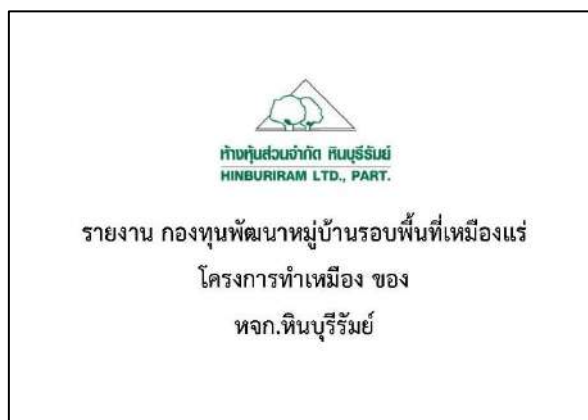 ห้างหุ้นส่วนจำกัด หินบุรีรัมย์
HINBURIRAM LTD., PART.
รายงาน กองทุนพัฒนาหมู่บ้านรอบพื้นที่เหมืองแร่
โครงการทำเหมือง ของ
หจก.หินบุรีรัมย์